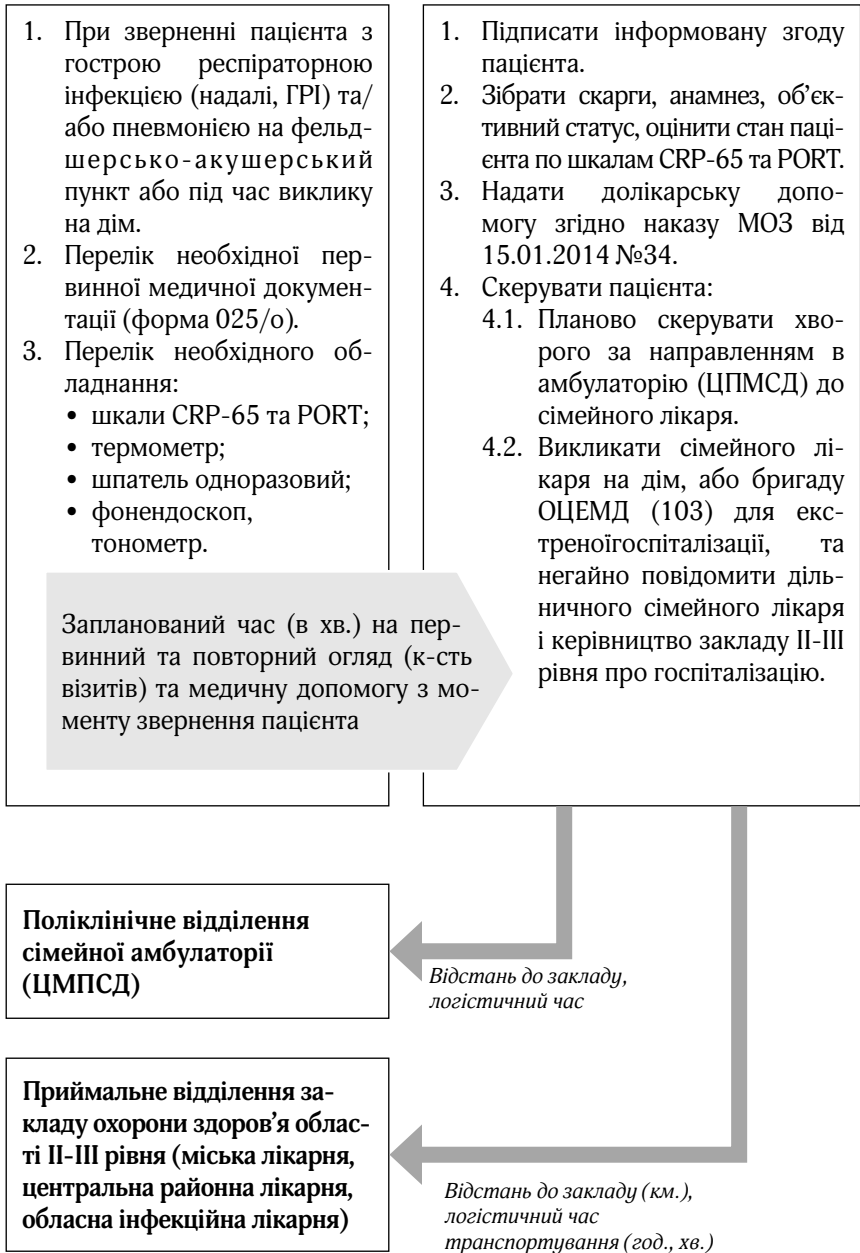 1. При зверненні пацієнта з
гострою респіраторною
інфекцією (надалі, ГРІ) та/
або пневмонією на фельд-
шерсько-акушерський
пункт або під час виклику
на дім.
2. Перелік необхідної пер-
винної медичної докумен-
тації (форма 025/о).
3. Перелік необхідного об-
ладнання:
• шкали CRP-65 та PORT;
• термометр;
• шпатель одноразовий;
• фонендоскоп,
тонометр.
Запланований час (в хв.) на пер-
винний та повторний огляд (к-сть
візитів) та медичну допомогу з мо-
менту звернення пацієнта
1. Підписати інформовану згоду
пацієнта.
2. Зібрати скарги, анамнез, об’єк-
тивний статус, оцінити стан паці-
єнта по шкалам CRP-65 та PORT.
3. Надати долікарську допо-
могу згідно наказу МОЗ від
15.01.2014 №34.
4. Скерувати пацієнта:
4.1. Планово скерувати хво-
рого за направленням в
амбулаторію (ЦПМСД) до
сімейного лікаря.
4.2. Викликати сімейного лі-
каря на дім, або бригаду
ОЦЕМД (103) для екс-
треноїгоспіталізації, та
негайно повідомити діль-
ничного сімейного лікаря
і керівництво закладу ІІ-ІІІ
рівня про госпіталізацію.
Поліклінічне відділення
сімейної амбулаторії
(ЦМПСД)
Відстань до закладу,
логістичний час
Приймальне відділення за-
кладу охорони здоров’я облас-
ті ІІ-ІІІ рівня (міська лікарня,
центральна районна лікарня,
обласна інфекційна лікарня)
Відстань до закладу (км.),
логістичний час
транспортування (год., хв.)